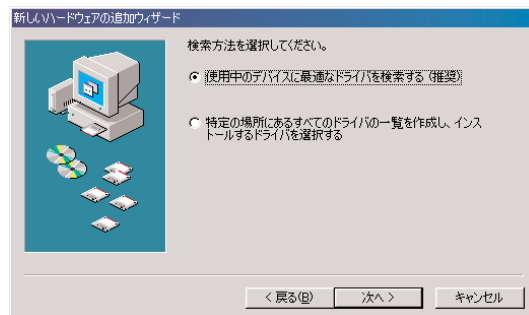 新しいハードウェアの追加ウィザード
検索方法を選択してください。
使用中のデバイスに最適なドライバを検索する (推奨)
特定の場所にあるすべてのドライバの一覧を作成し、インス
トールするドライバを選択する
< 戻る(B)
次へ >
キャンセル